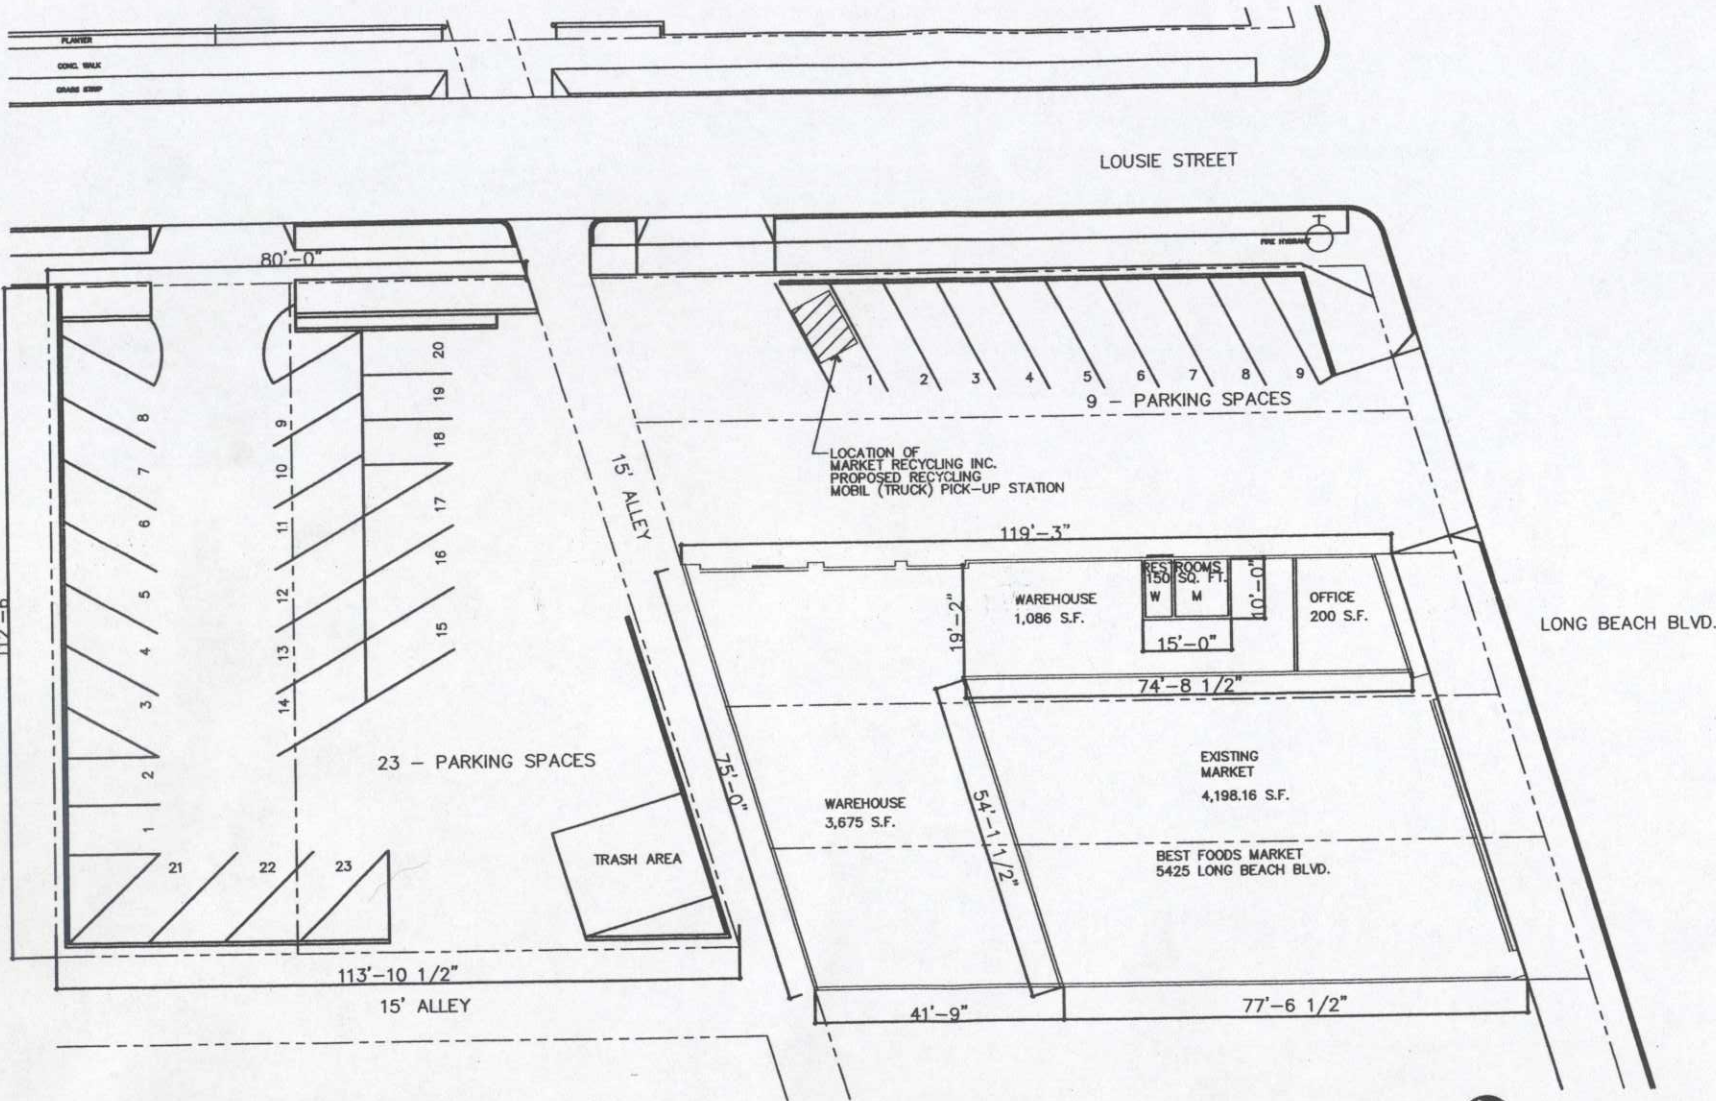 PLANTER
CONC. WALK
GRASS STRIP
LOUSIE STREET
FIRE HYDRANT
80'-0"
1
2
3
4
5
6
7
8
9
9 - PARKING SPACES
LOCATION OF
MARKET RECYCLING INC.
PROPOSED RECYCLING
MOBIL (TRUCK) PICK-UP STATION
15' ALLEY
20
19
18
17
16
15
8
7
6
5
4
3
2
1
9
10
11
12
13
14
21
22
23
23 - PARKING SPACES
TRASH AREA
113'-10 1/2"
15' ALLEY
119'-3"
WAREHOUSE
1,086 S.F.
19'-2"
REST ROOMS
150 SQ. FT.
W M
10'-0"
15'-0"
OFFICE
200 S.F.
LONG BEACH BLVD.
74'-8 1/2"
75'-0"
54'-11 1/2"
WAREHOUSE
3,675 S.F.
EXISTING
MARKET
4,198.16 S.F.
BEST FOODS MARKET
5425 LONG BEACH BLVD.
41'-9"
77'-6 1/2"